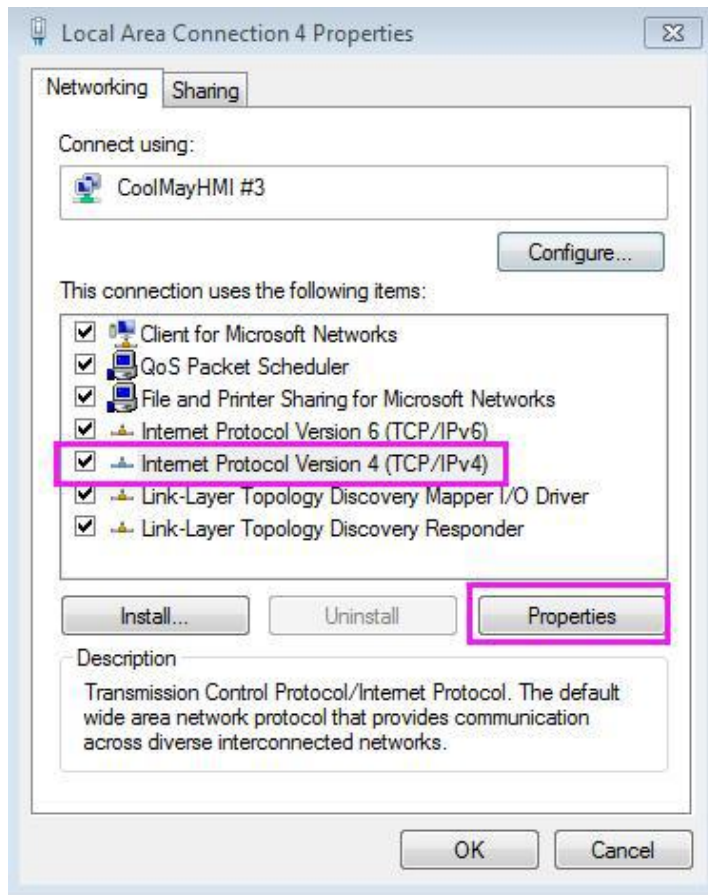 Local Area Connection 4 Properties
Networking
Sharing
Connect using:
CoolMayHMI #3
Configure...
This connection uses the following items:
Client for Microsoft Networks
QoS Packet Scheduler
File and Printer Sharing for Microsoft Networks
Internet Protocol Version 6 (TCP/IPv6)
Internet Protocol Version 4 (TCP/IPv4)
Link-Layer Topology Discovery Mapper I/O Driver
Link-Layer Topology Discovery Responder
Install...
Uninstall
Properties
Description
Transmission Control Protocol/Internet Protocol. The default
wide area network protocol that provides communication
across diverse interconnected networks.
OK
Cancel